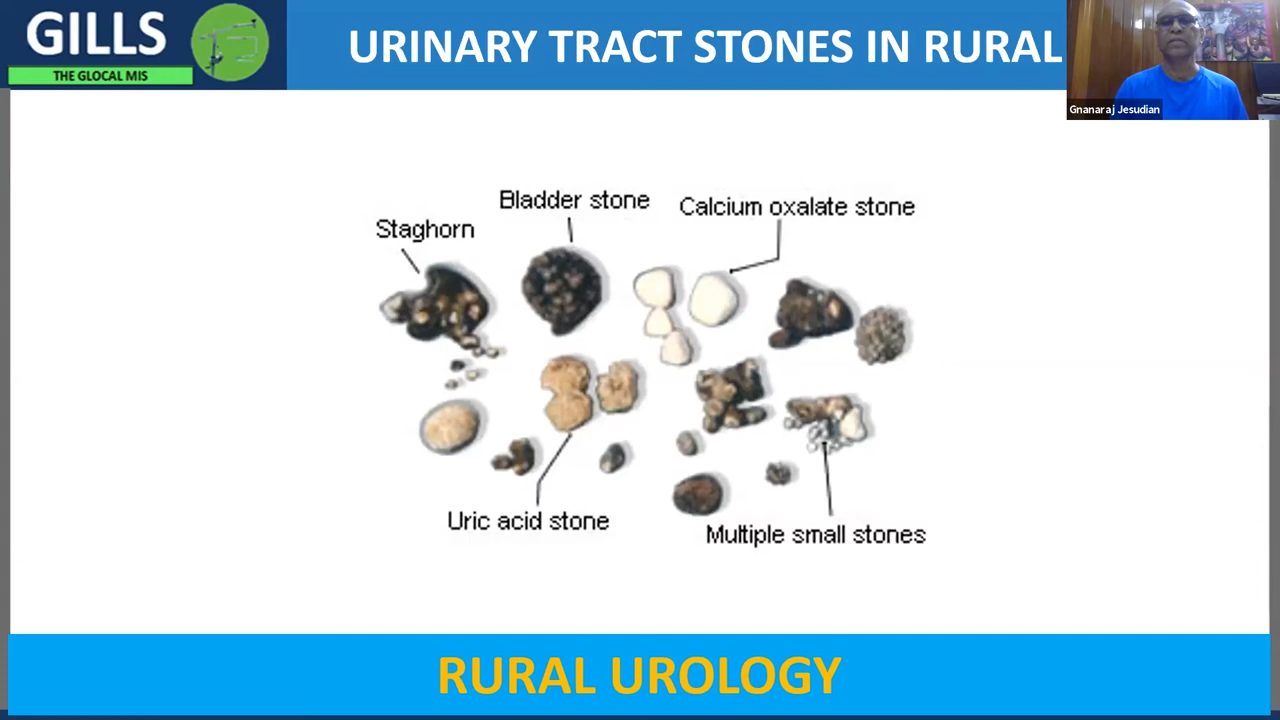 GILLS
THE GLOCAL MIS
URINARY TRACT STONES IN RURAL
Gnanaraj Jesudian
Bladder stone
Calcium oxalate stone
Staghorn
Uric acid stone
Multiple small stones
RURAL UROLOGY